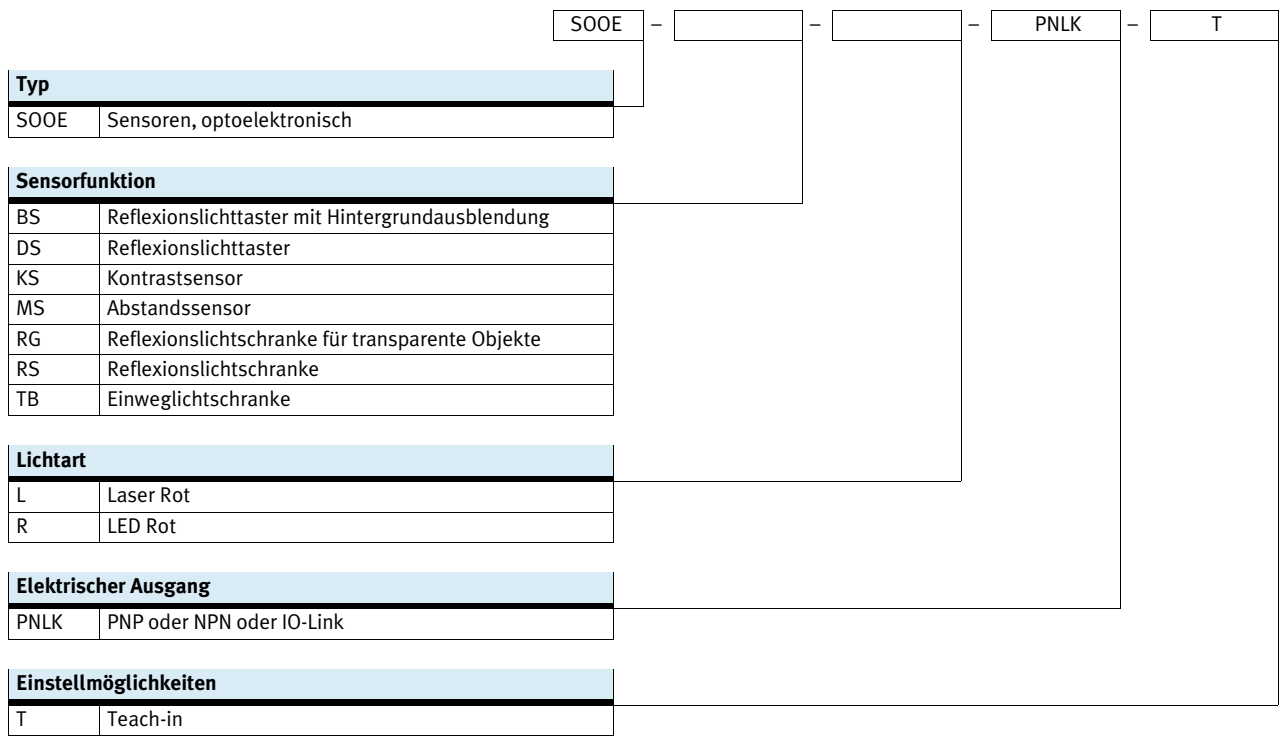 SOOE – – – PNLK – T
Typ
SOOE Sensoren, optoelektronisch
Sensorfunktion
BS Reflexionslichttaster mit Hintergrundausblendung
DS Reflexionslichttaster
KS Kontrastsensor
MS Abstandssensor
RG Reflexionslichtschranke für transparente Objekte
RS Reflexionslichtschranke
TB Einweglichtschranke
Lichtart
L Laser Rot
R LED Rot
Elektrischer Ausgang
PNLK PNP oder NPN oder IO-Link
Einstellmöglichkeiten
T Teach-in